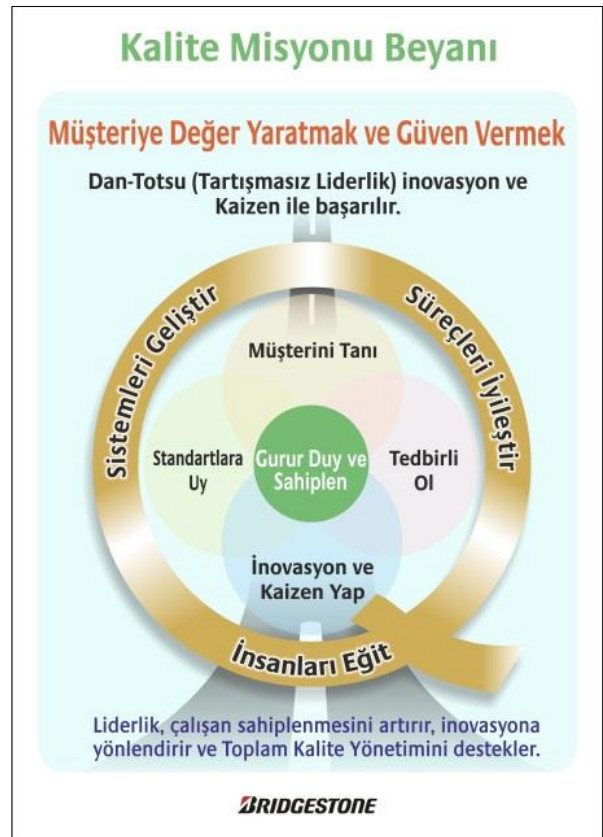 Kalite Misyonu Beyanı
Müşteriye Değer Yaratmak ve Güven Vermek
Dan-Totsu (Tartışmasız Liderlik) inovasyon ve
Kaizen ile başarılır.
Sistemleri Geliştir
Süreçleri İyileştir
Müşterini Tanı
Standartlara
Uy
Gurur Duy ve
Sahiplen
Tedbirli
Ol
İnovasyon ve
Kaizen Yap
İnsanları Eğit
Liderlik, çalışan sahiplenmesini artırır, inovasyona
yönlendirir ve Toplam Kalite Yönetimini destekler.
BRIDGESTONE